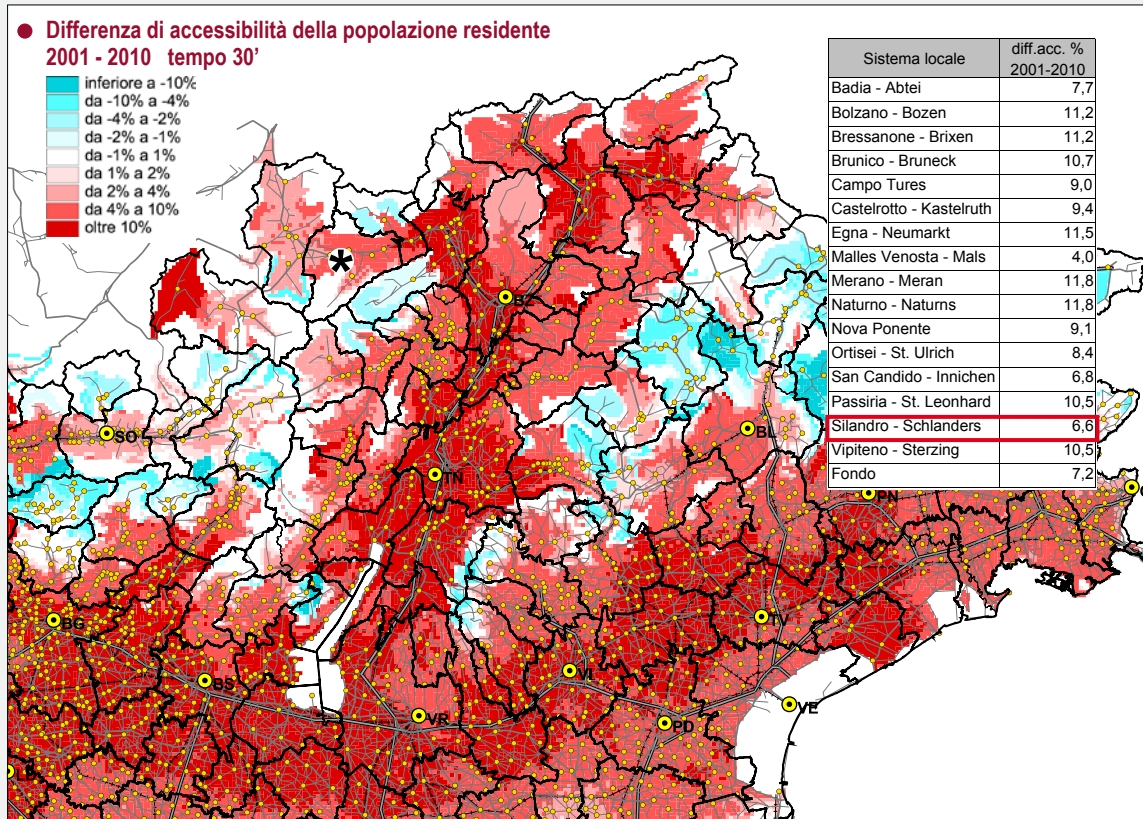 ● Differenza di accessibilità della popolazione residente
2001 - 2010 tempo 30'
inferiore a -10%
da -10% a -4%
da -4% a -2%
da -2% a -1%
da -1% a 1%
da 1% a 2%
da 2% a 4%
da 4% a 10%
oltre 10%
Sistema locale diff.acc. % 2001-2010
Badia - Abtei 7,7
Bolzano - Bozen 11,2
Bressanone - Brixen 11,2
Brunico - Bruneck 10,7
Campo Tures 9,0
Castelrotto - Kastelruth 9,4
Egna - Neumarkt 11,5
Malles Venosta - Mals 4,0
Merano - Meran 11,8
Naturno - Naturns 11,8
Nova Ponente 9,1
Ortisei - St. Ulrich 8,4
San Candido - Innichen 6,8
Passiria - St. Leonhard 10,5
Silandro - Schlanders 6,6
Vipiteno - Sterzing 10,5
Fondo 7,2
*
BZ
SO
BL
TN
PN
BG
BS
VI
VR
PD
VE